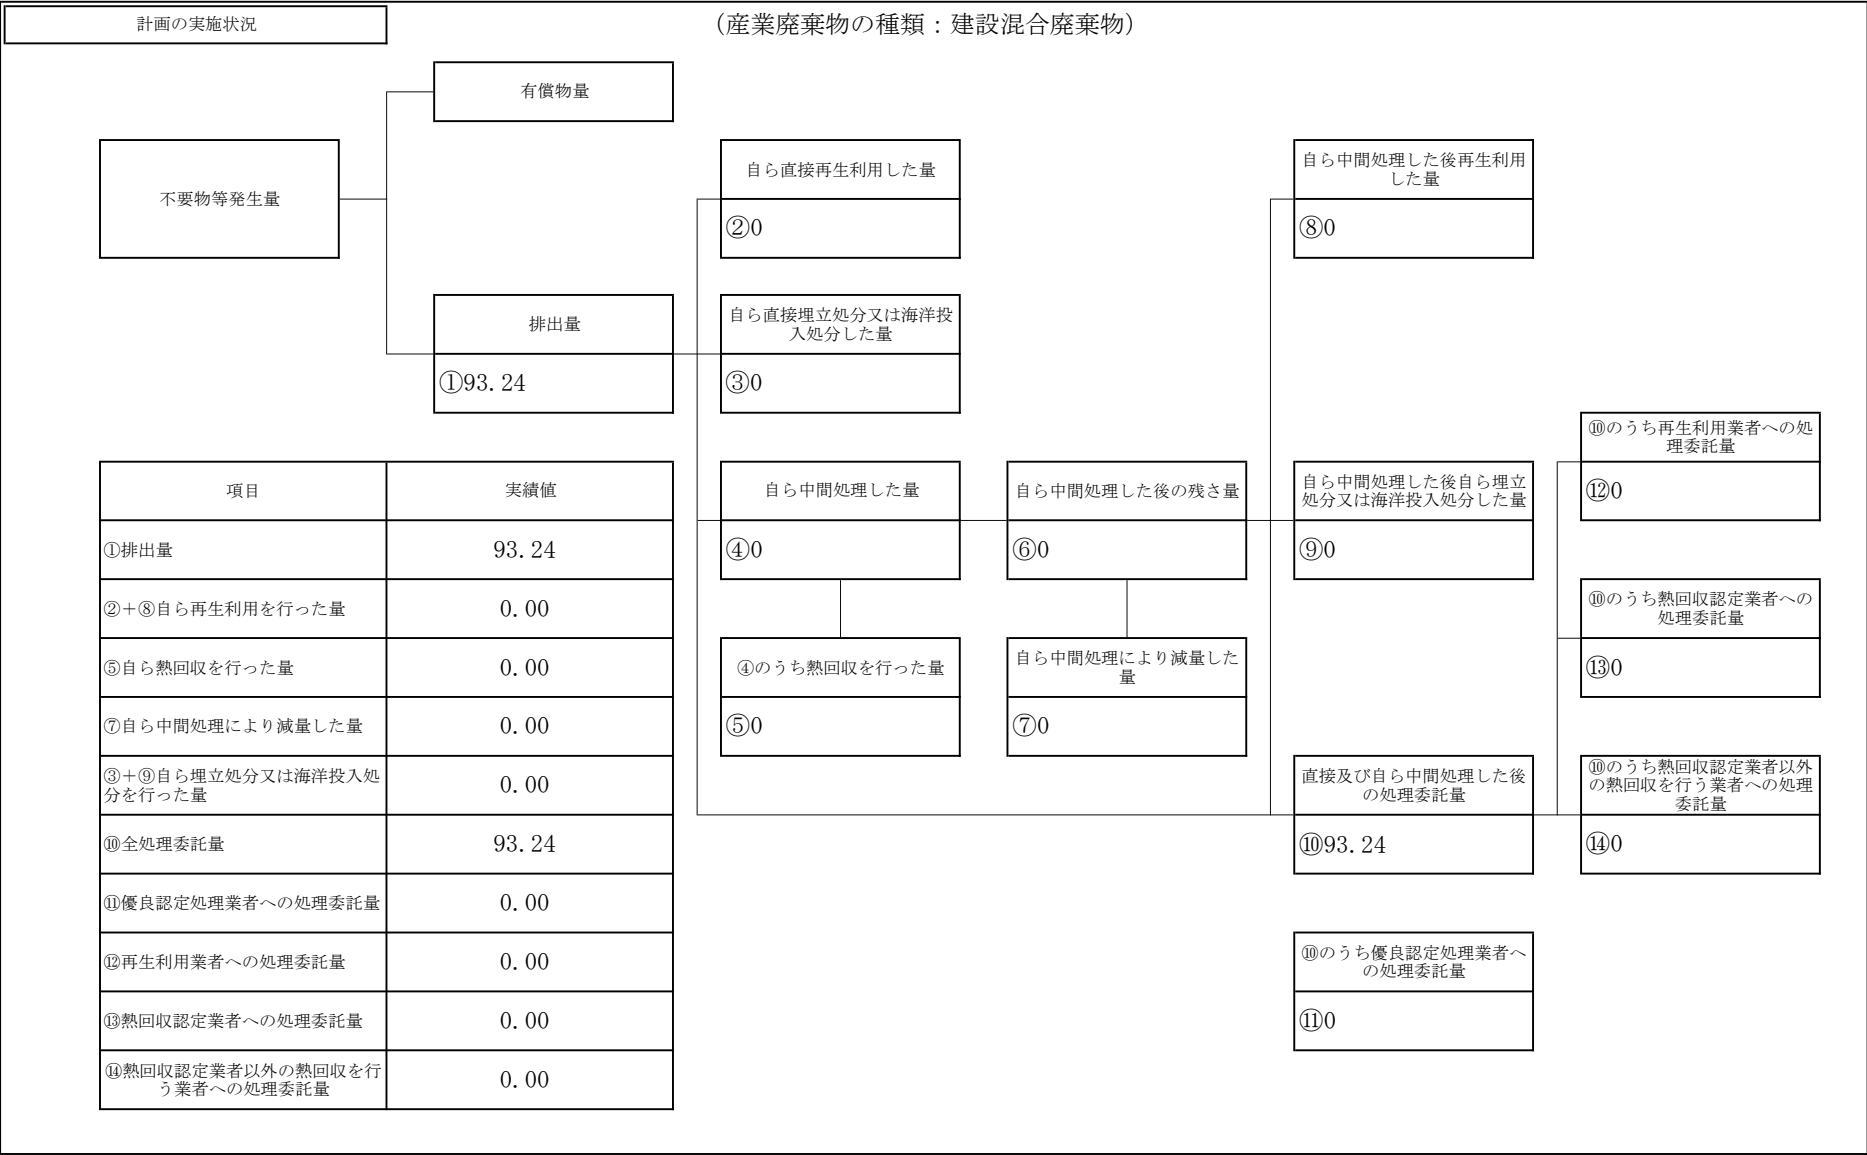 計画の実施状況
（産業廃棄物の種類：建設混合廃棄物）
有償物量
不要物等発生量
自ら直接再生利用した量
②0
自ら中間処理した後再生利用
した量
⑧0
排出量
①93.24
自ら直接埋立処分又は海洋投
入処分した量
③0
⑩のうち再生利用業者への処
理委託量
⑫0
自ら中間処理した量
④0
自ら中間処理した後の残さ量
⑥0
自ら中間処理した後自ら埋立
処分又は海洋投入処分した量
⑨0
⑩のうち熱回収認定業者への
処理委託量
⑬0
④のうち熱回収を行った量
⑤0
自ら中間処理により減量した
量
⑦0
直接及び自ら中間処理した後
の処理委託量
⑩93.24
⑩のうち熱回収認定業者以外
の熱回収を行う業者への処理
委託量
⑭0
⑩のうち優良認定処理業者へ
の処理委託量
⑪0
項目 実績値
①排出量 93.24
②＋⑧自ら再生利用を行った量 0.00
⑤自ら熱回収を行った量 0.00
⑦自ら中間処理により減量した量 0.00
③＋⑨自ら埋立処分又は海洋投入処
分を行った量 0.00
⑩全処理委託量 93.24
⑪優良認定処理業者への処理委託量 0.00
⑫再生利用業者への処理委託量 0.00
⑬熱回収認定業者への処理委託量 0.00
⑭熱回収認定業者以外の熱回収を行
う業者への処理委託量 0.00